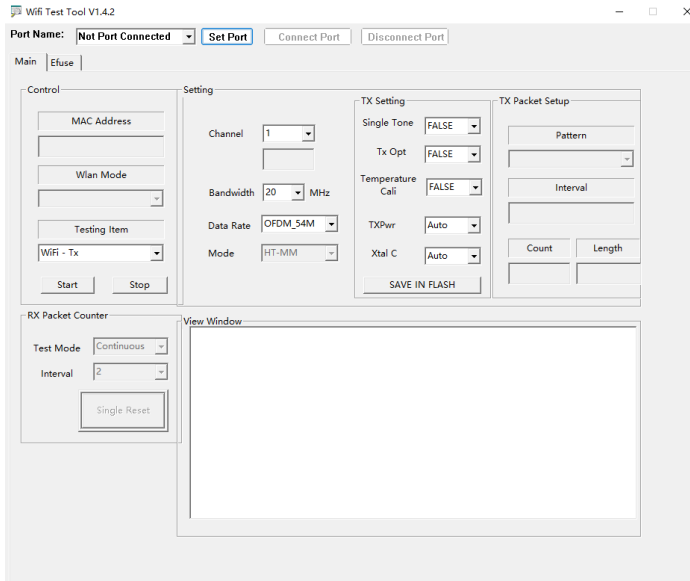 Wifi Test Tool V1.4.2
Port Name: Not Port Connected Set Port Connect Port Disconnect Port
Main Efuse
Control
MAC Address
Wlan Mode
Testing Item
WiFi - Tx
Start Stop
Setting
Channel 1
Bandwidth 20 MHz
Data Rate OFDM_54M
Mode HT-MM
TX Setting
Single Tone FALSE
Tx Opt FALSE
Temperature
Cali FALSE
TXPwr Auto
Xtal C Auto
SAVE IN FLASH
TX Packet Setup
Pattern
Interval
Count Length
RX Packet Counter
Test Mode Continuous
Interval 2
Single Reset
View Window